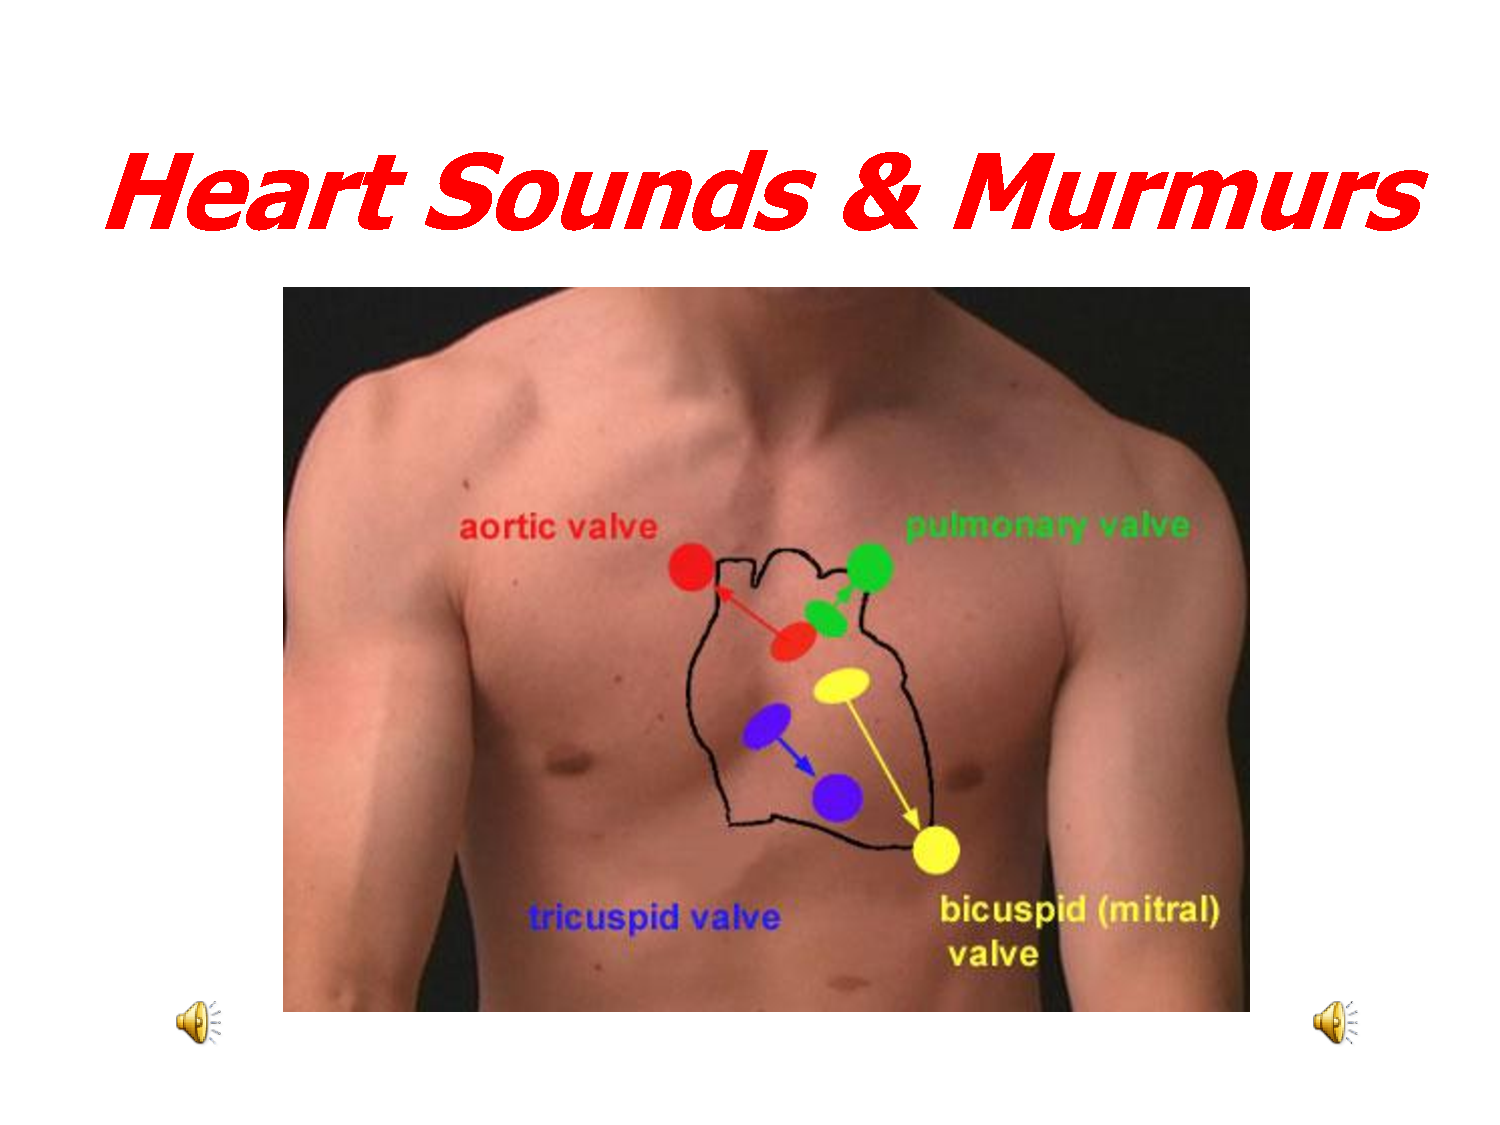 Heart Sounds & Murmurs
aortic valve
pulmonary valve
tricuspid valve
bicuspid (mitral)
valve